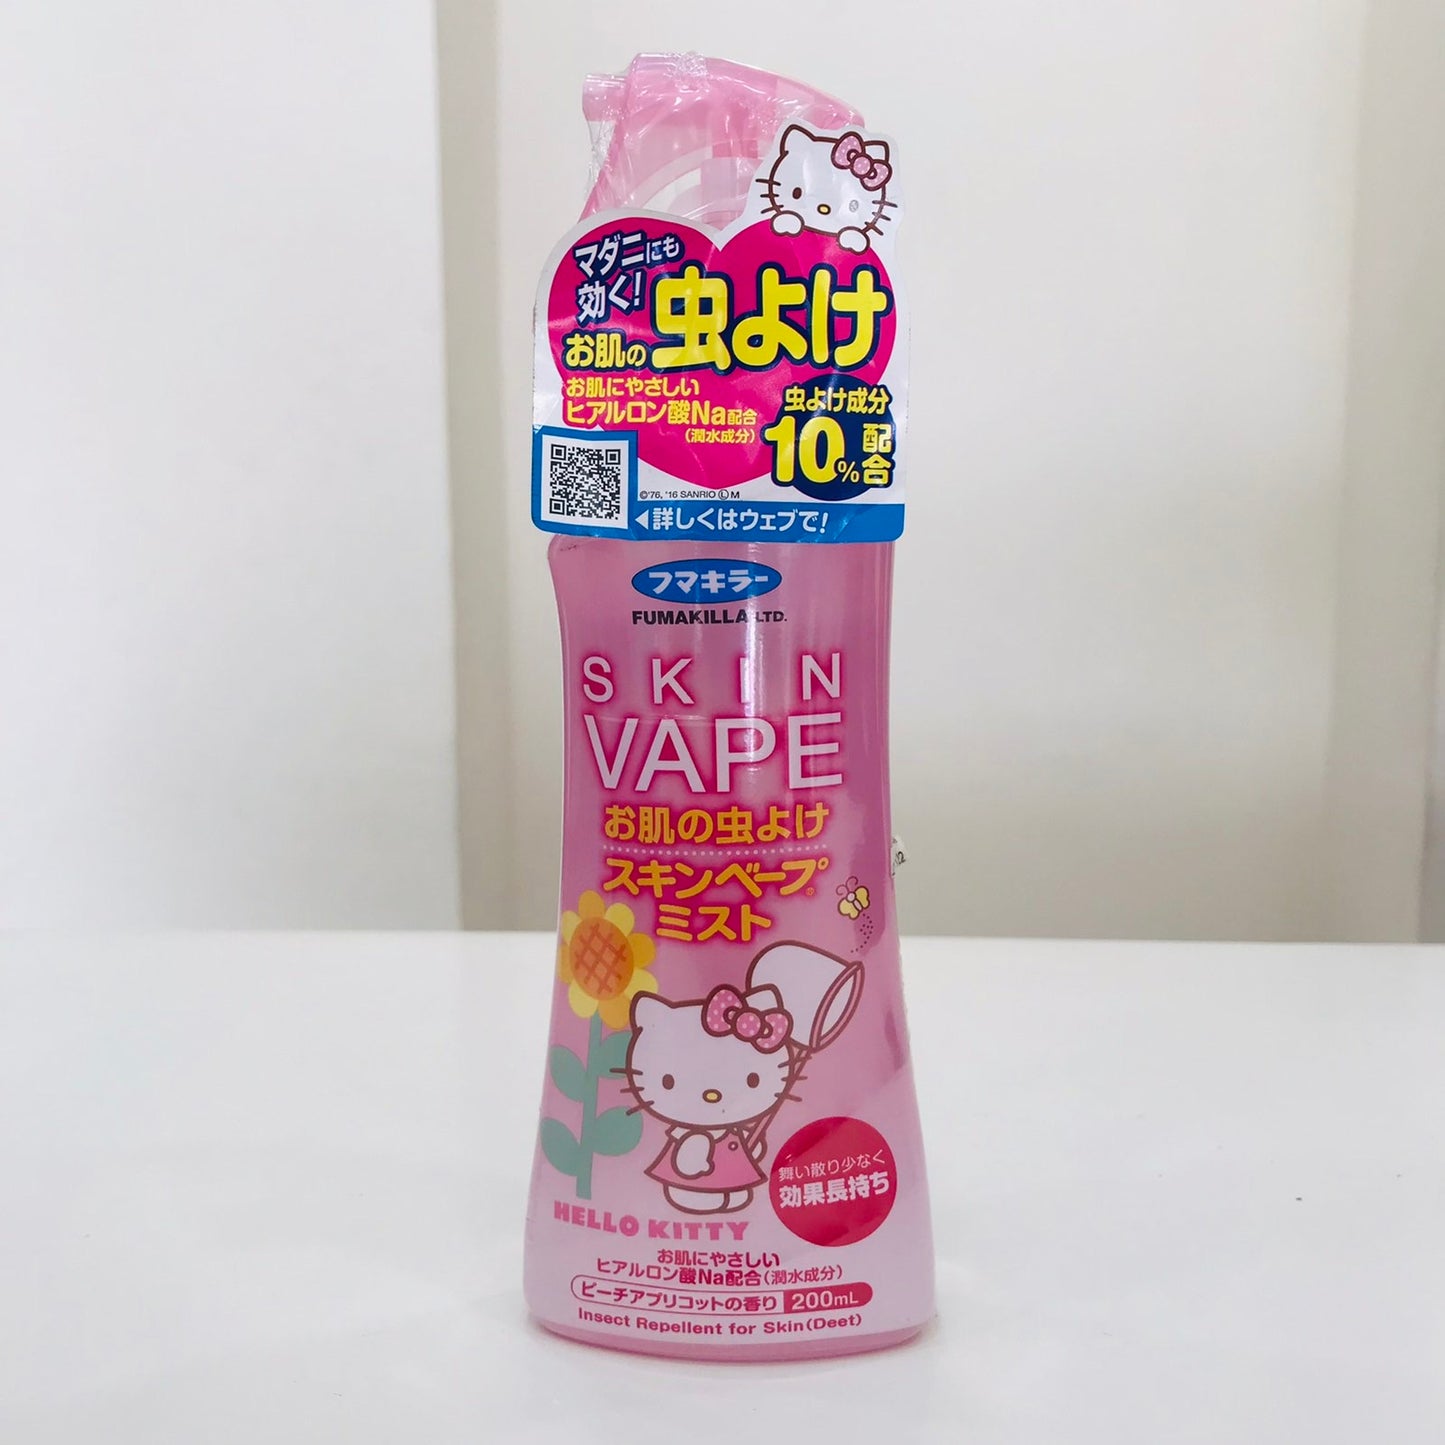 マダニにも
効く!
お肌の虫よけ
お肌にやさしい
ヒアルロン酸Na配合
(潤水成分)
虫よけ成分
10%配合
©'76, '16 SANRIO Ⓛ M
◀詳しくはウェブで!
フマキラー
FUMAKILLA LTD.
SKIN
VAPE
お肌の虫よけ
スキンベープ®
ミスト
舞い散り少なく
効果長持ち
HELLO KITTY
お肌にやさしい
ヒアルロン酸Na配合(潤水成分)
ピーチアプリコットの香り 200mL
Insect Repellent for Skin(Deet)